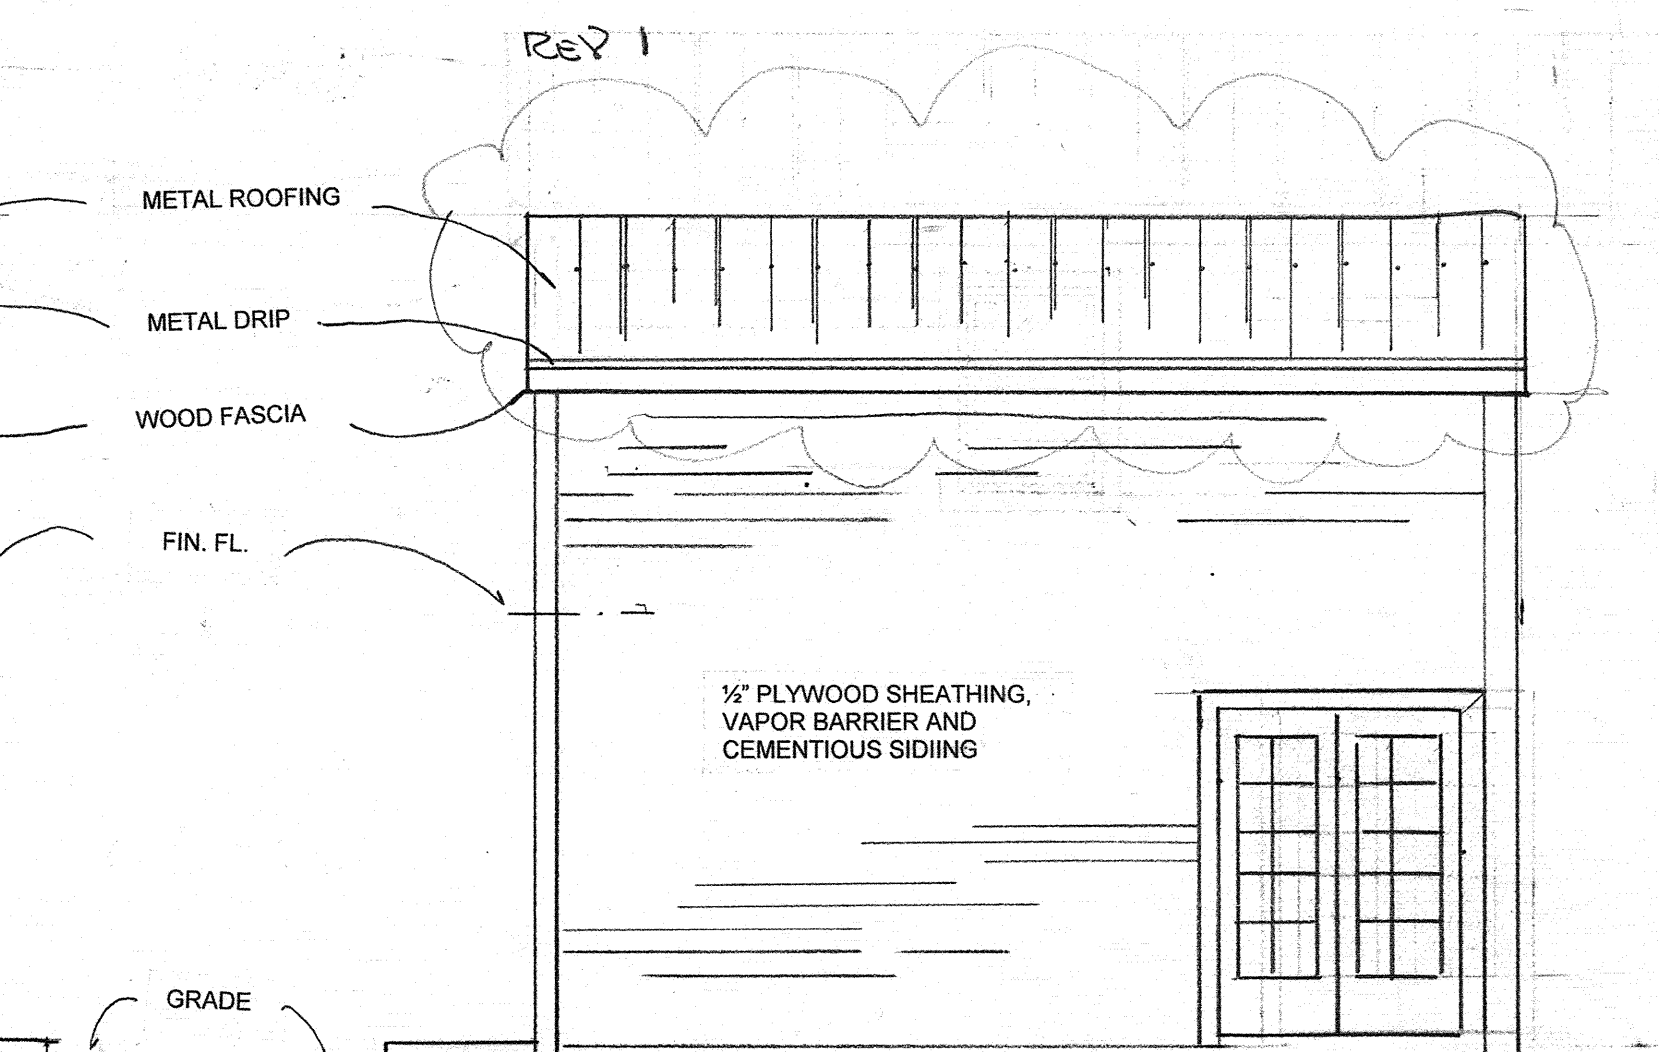 REV 1
METAL ROOFING
METAL DRIP
WOOD FASCIA
FIN. FL.
½" PLYWOOD SHEATHING,
VAPOR BARRIER AND
CEMENTIOUS SIDIING
GRADE